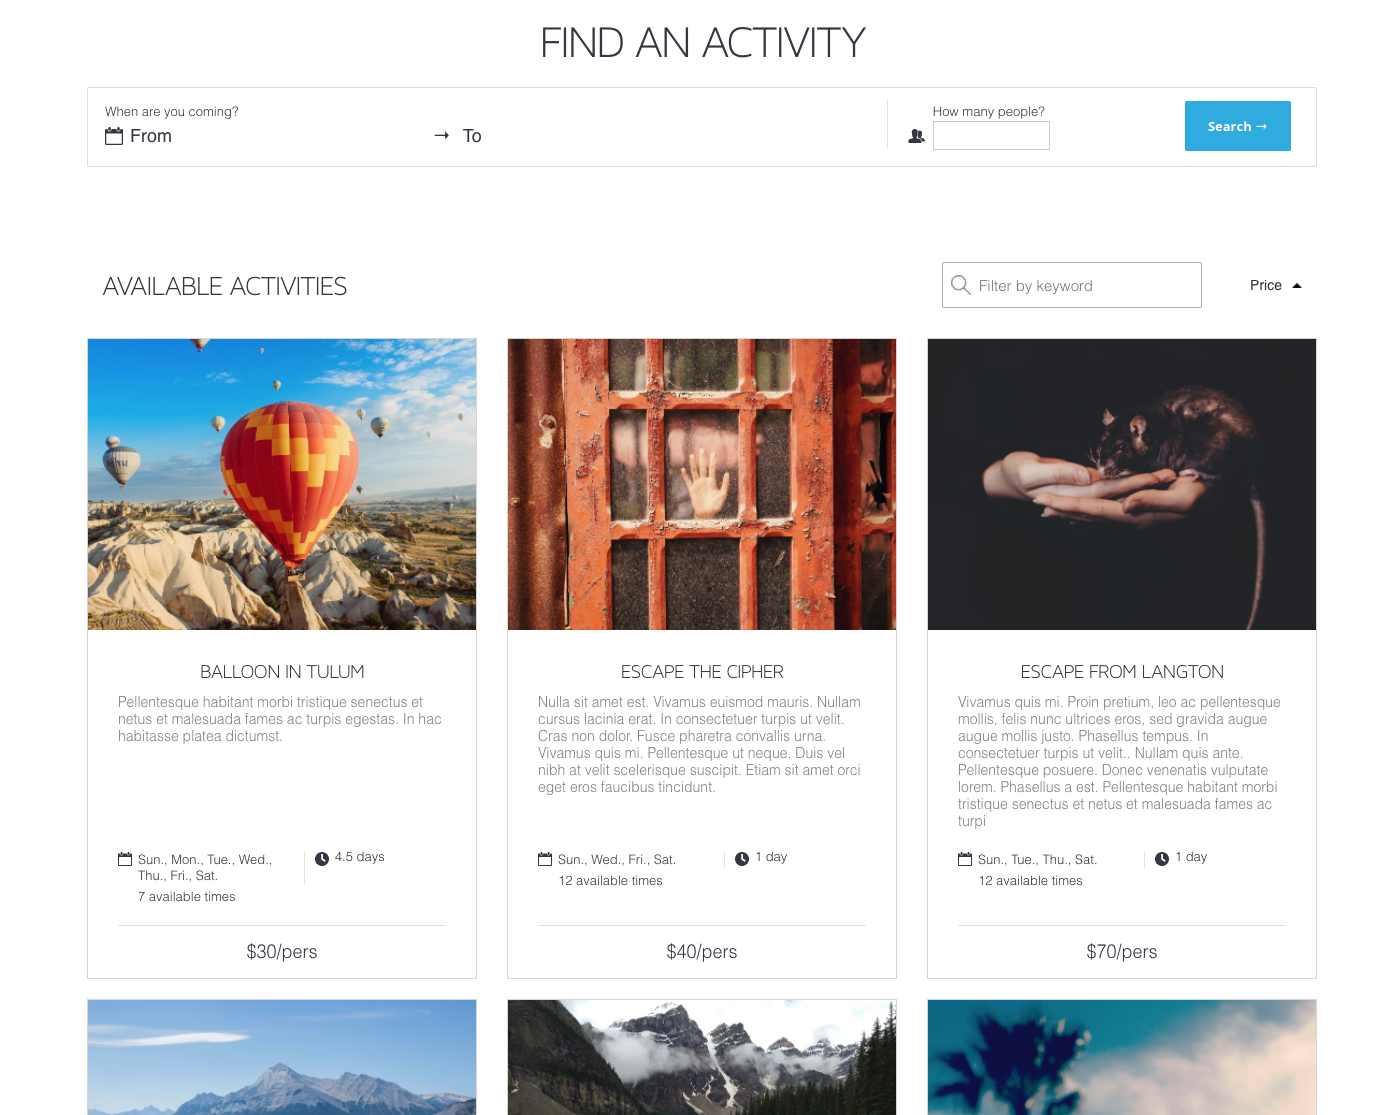 FIND AN ACTIVITY
When are you coming?
From → To
How many people?
Search →
AVAILABLE ACTIVITIES
Filter by keyword
Price
BALLOON IN TULUM
Pellentesque habitant morbi tristique senectus et
netus et malesuada fames ac turpis egestas. In hac
habitasse platea dictumst.
Sun., Mon., Tue., Wed.,
Thu., Fri., Sat.
7 available times
4.5 days
$30/pers
ESCAPE THE CIPHER
Nulla sit amet est. Vivamus euismod mauris. Nullam
cursus lacinia erat. In consectetuer turpis ut velit.
Cras non dolor. Fusce pharetra convallis urna.
Vivamus quis mi. Pellentesque ut neque. Duis vel
nibh at velit scelerisque suscipit. Etiam sit amet orci
eget eros faucibus tincidunt.
Sun., Wed., Fri., Sat.
12 available times
1 day
$40/pers
ESCAPE FROM LANGTON
Vivamus quis mi. Proin pretium, leo ac pellentesque
mollis, felis nunc ultrices eros, sed gravida augue
augue mollis justo. Phasellus tempus. In
consectetuer turpis ut velit.. Nullam quis ante.
Pellentesque posuere. Donec venenatis vulputate
lorem. Phasellus a est. Pellentesque habitant morbi
tristique senectus et netus et malesuada fames ac
turpi
Sun., Tue., Thu., Sat.
12 available times
1 day
$70/pers